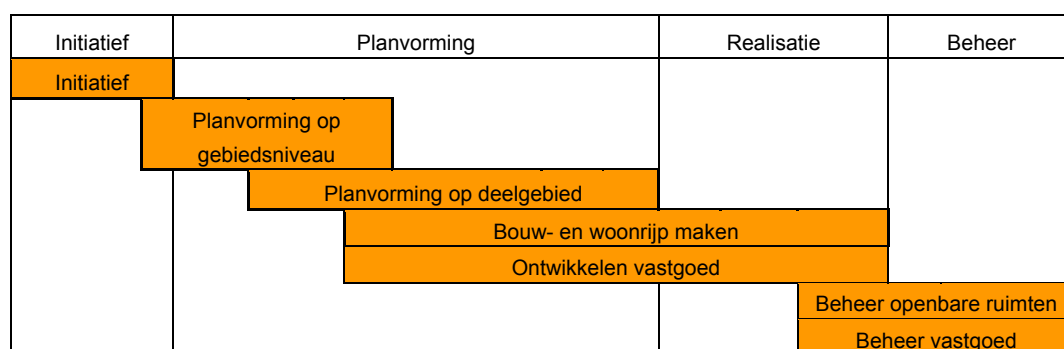 Initiatief Planvorming Realisatie Beheer
Initiatief
Planvorming op
gebiedsniveau
Planvorming op deelgebied
Bouw- en woonrijp maken
Ontwikkelen vastgoed
Beheer openbare ruimten
Beheer vastgoed